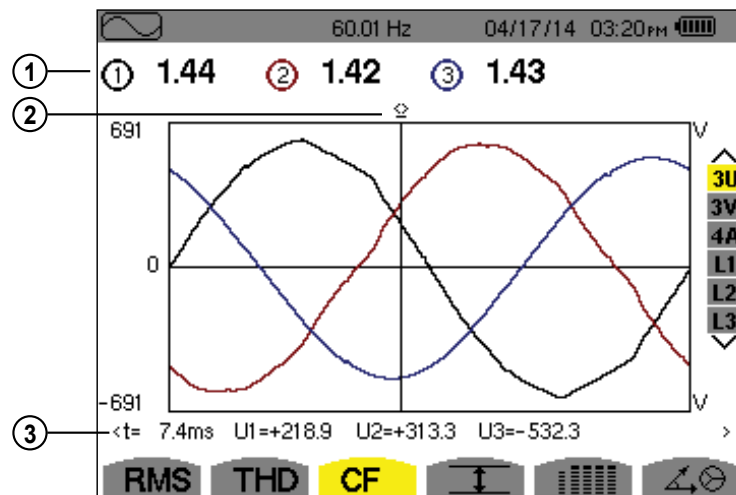 60.01 Hz 04/17/14 03:20PM
1 1 1.44 2 1.42 3 1.43
2
691 V
3U
3V
4A
0 L1
L2
L3
-691 V
3 <t= 7.4ms U1=+218.9 U2=+313.3 U3=-532.3 >
RMS THD CF